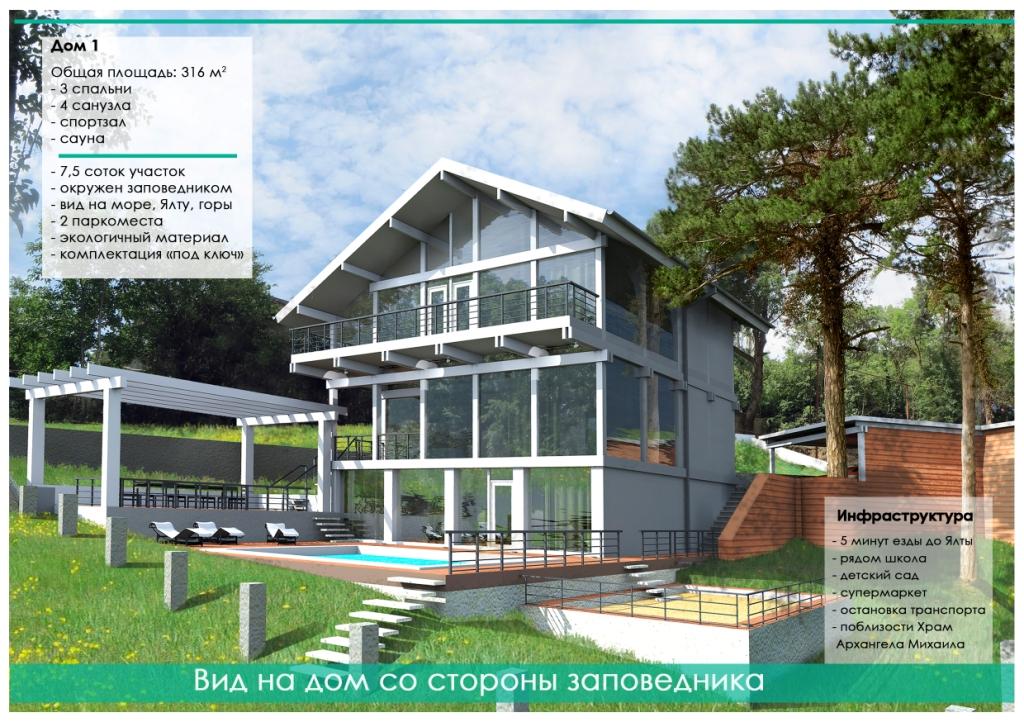 Дом 1
Общая площадь: 316 м²
- 3 спальни
- 4 санузла
- спортзал
- сауна
- 7,5 соток участок
- окружен заповедником
- вид на море, Ялту, горы
- 2 паркоместа
- экологичный материал
- комплектация «под ключ»
Инфраструктура
- 5 минут езды до Ялты
- рядом школа
- детский сад
- супермаркет
- остановка транспорта
- поблизости Храм
Архангела Михаила
Вид на дом со стороны заповедника